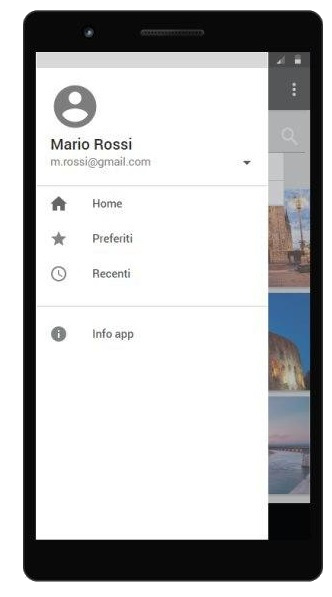 Mario Rossi
m.rossi@gmail.com
Home
Preferiti
Recenti
Info app